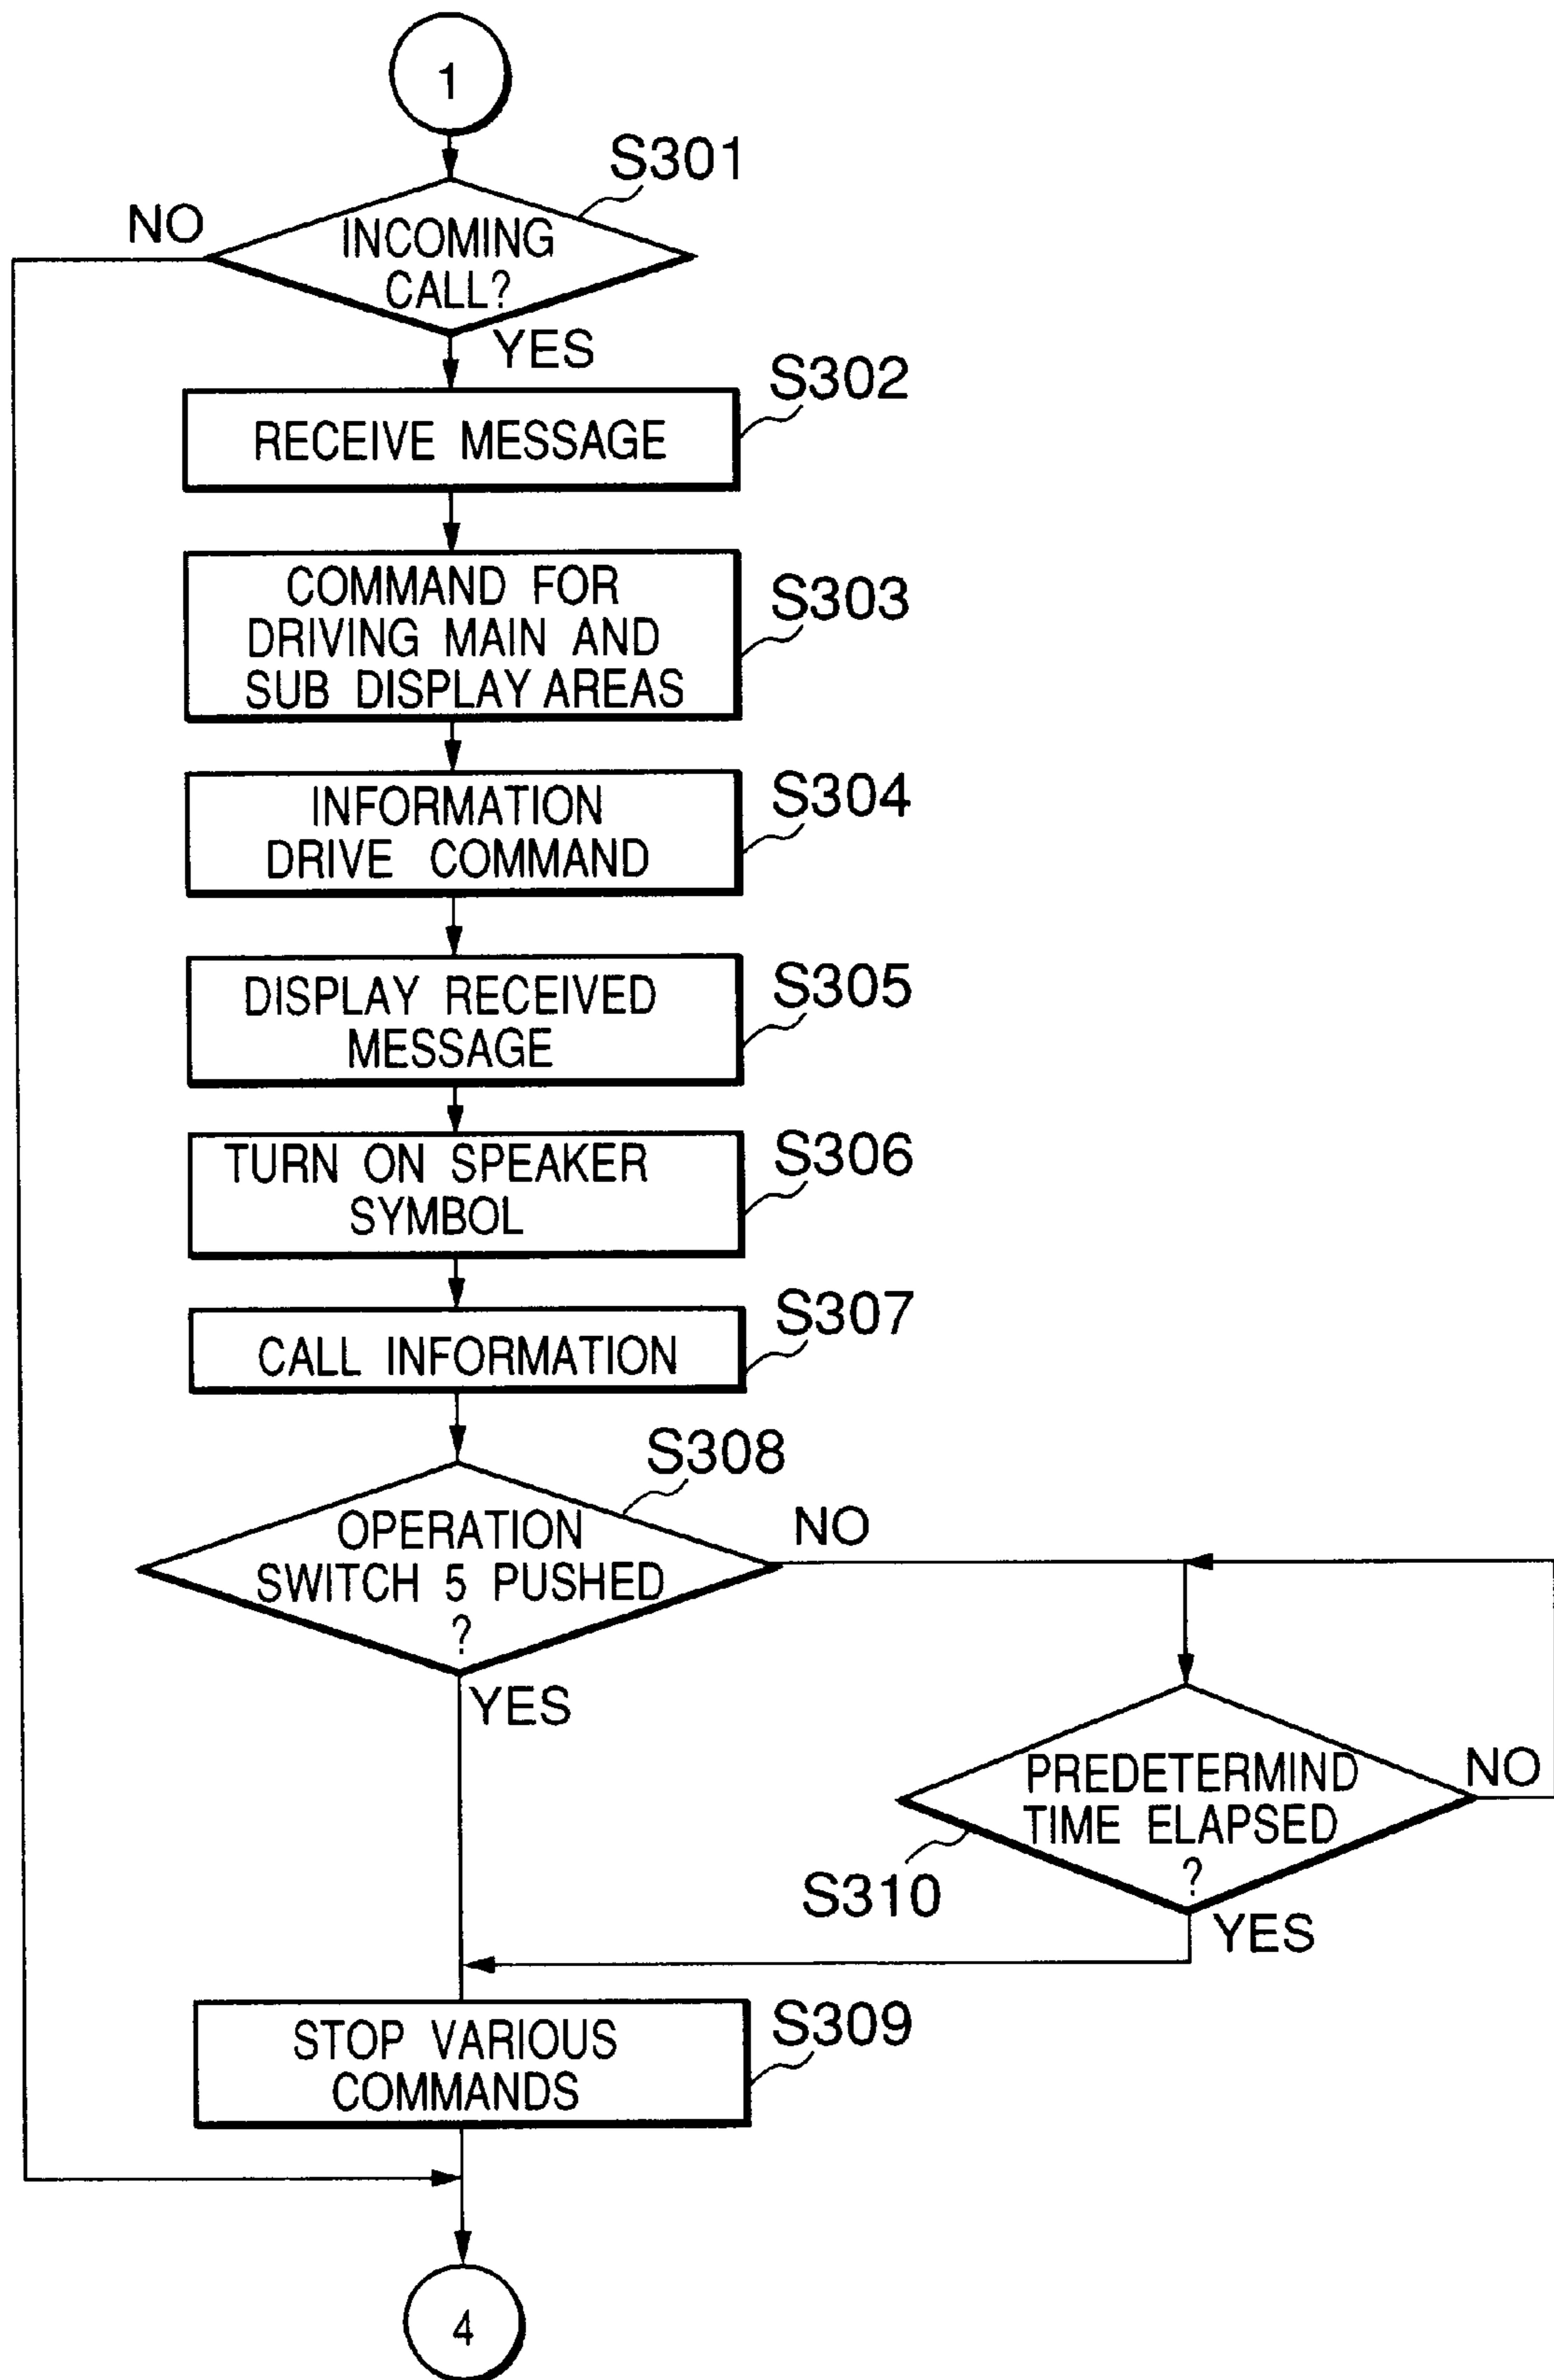 1
S301
NO
INCOMING
CALL?
YES
S302
RECEIVE MESSAGE
S303
COMMAND FOR
DRIVING MAIN AND
SUB DISPLAY AREAS
S304
INFORMATION
DRIVE COMMAND
S305
DISPLAY RECEIVED
MESSAGE
S306
TURN ON SPEAKER
SYMBOL
S307
CALL INFORMATION
S308
OPERATION
SWITCH 5 PUSHED
?
NO
YES
PREDETERMIND
TIME ELAPSED
?
NO
S310
YES
S309
STOP VARIOUS
COMMANDS
4